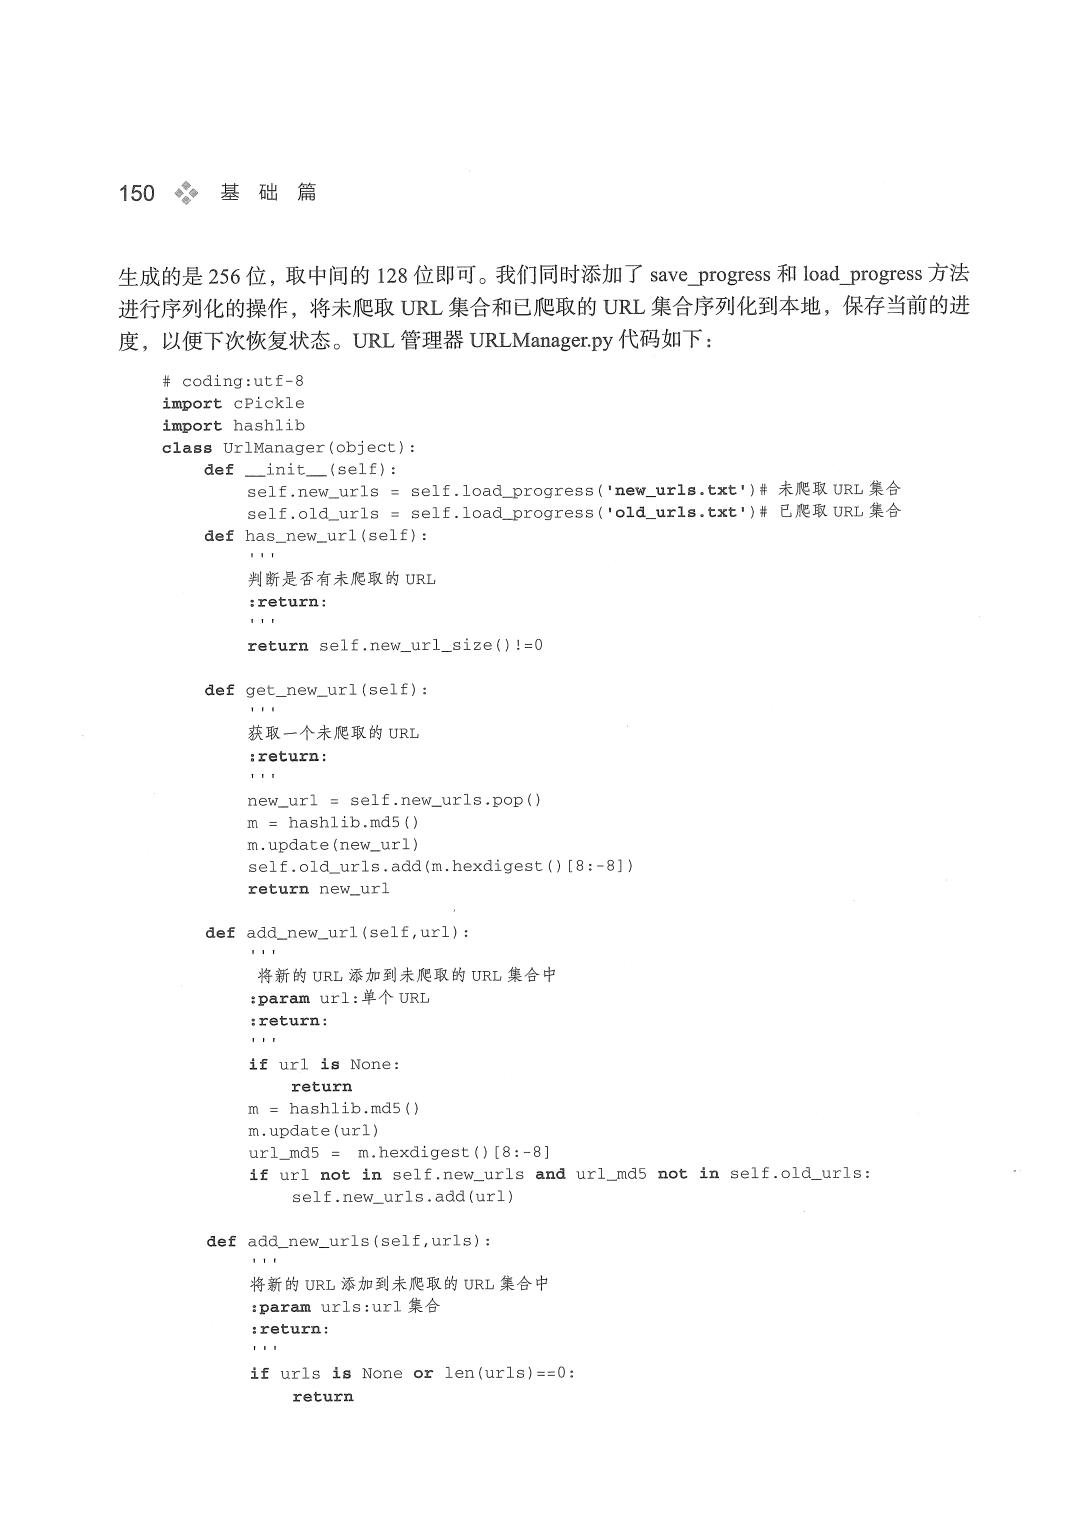 150 基 础 篇
生成的是 256 位，取中间的 128 位即可。我们同时添加了 save_progress 和 load_progress 方法
进行序列化的操作，将未爬取 URL 集合和已爬取的 URL 集合序列化到本地，保存当前的进
度，以便下次恢复状态。URL 管理器 URLManager.py 代码如下：
# coding:utf-8
import cPickle
import hashlib
class UrlManager(object):
    def __init__(self):
        self.new_urls = self.load_progress('new_urls.txt')# 未爬取 URL 集合
        self.old_urls = self.load_progress('old_urls.txt')# 已爬取 URL 集合
    def has_new_url(self):
        '''
        判断是否有未爬取的 URL
        :return:
        '''
        return self.new_url_size()!=0
    def get_new_url(self):
        '''
        获取一个未爬取的 URL
        :return:
        '''
        new_url = self.new_urls.pop()
        m = hashlib.md5()
        m.update(new_url)
        self.old_urls.add(m.hexdigest()[8:-8])
        return new_url
    def add_new_url(self,url):
        '''
         将新的 URL 添加到未爬取的 URL 集合中
        :param url:单个 URL
        :return:
        '''
        if url is None:
            return
        m = hashlib.md5()
        m.update(url)
        url_md5 =  m.hexdigest()[8:-8]
        if url not in self.new_urls and url_md5 not in self.old_urls:
            self.new_urls.add(url)
    def add_new_urls(self,urls):
        '''
        将新的 URL 添加到未爬取的 URL 集合中
        :param urls:url 集合
        :return:
        '''
        if urls is None or len(urls)==0:
            return